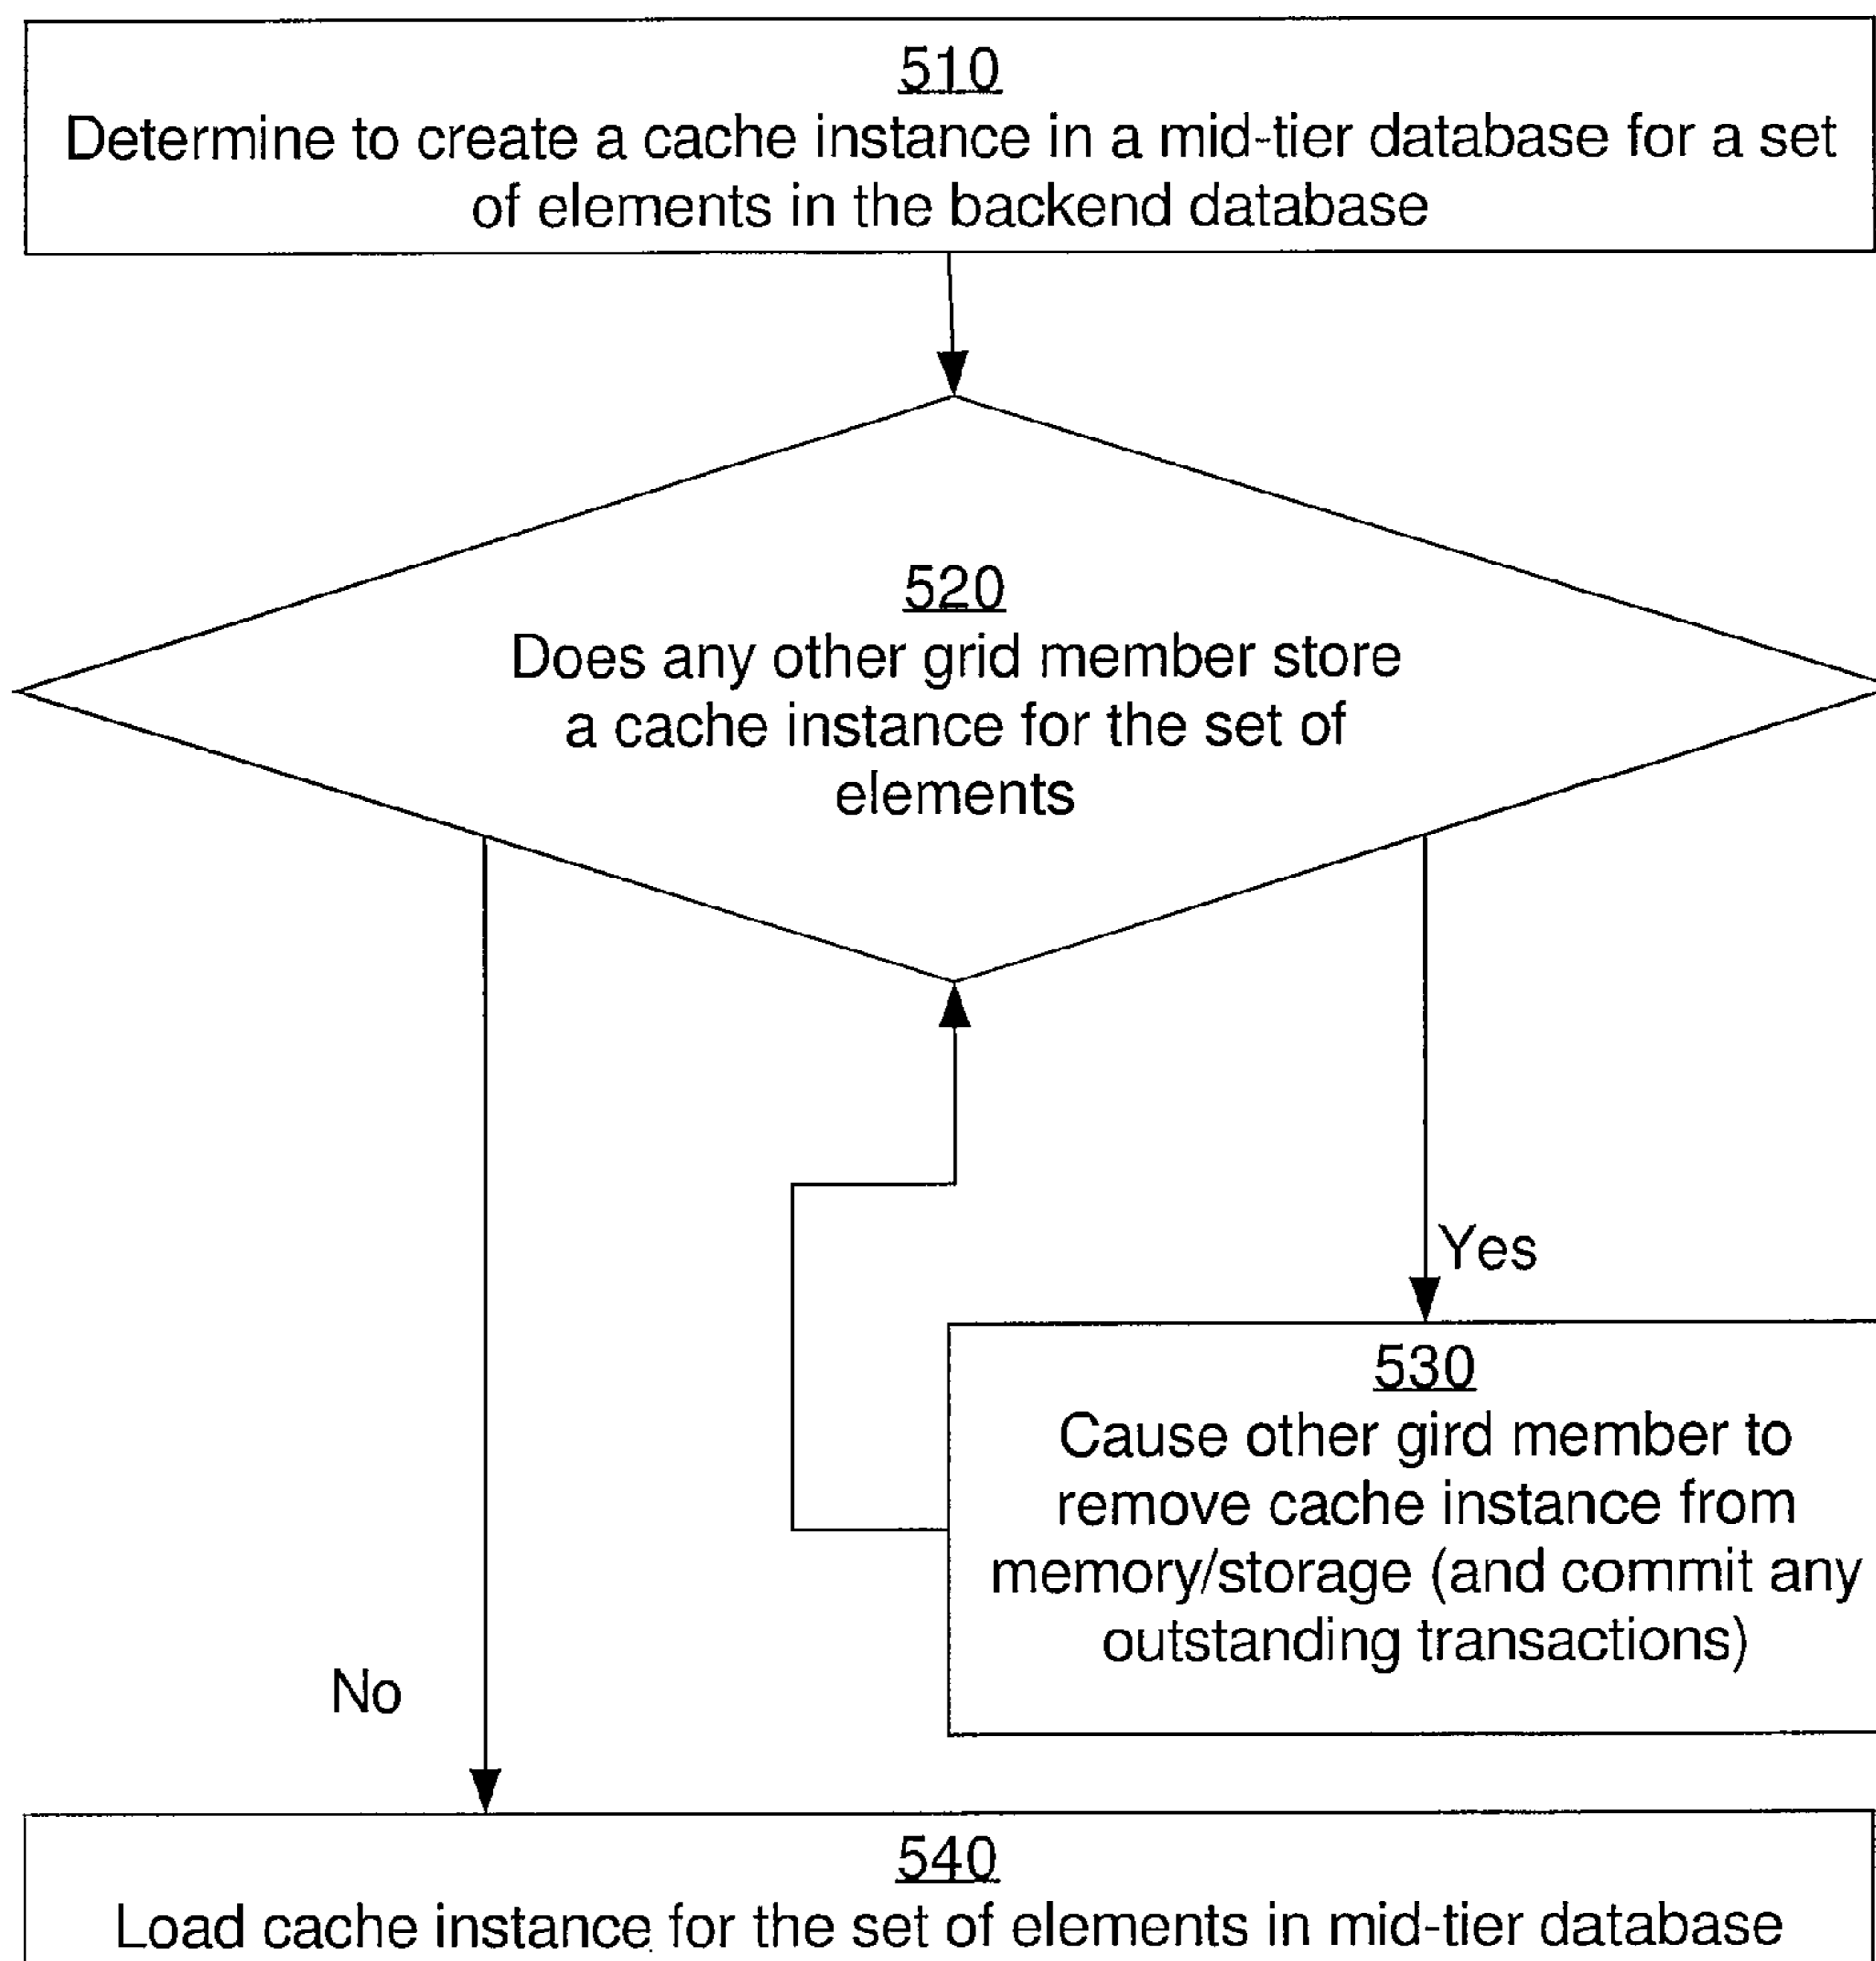 510
Determine to create a cache instance in a mid-tier database for a set
of elements in the backend database
520
Does any other grid member store
a cache instance for the set of
elements
Yes
530
Cause other gird member to
remove cache instance from
memory/storage (and commit any
outstanding transactions)
No
540
Load cache instance for the set of elements in mid-tier database